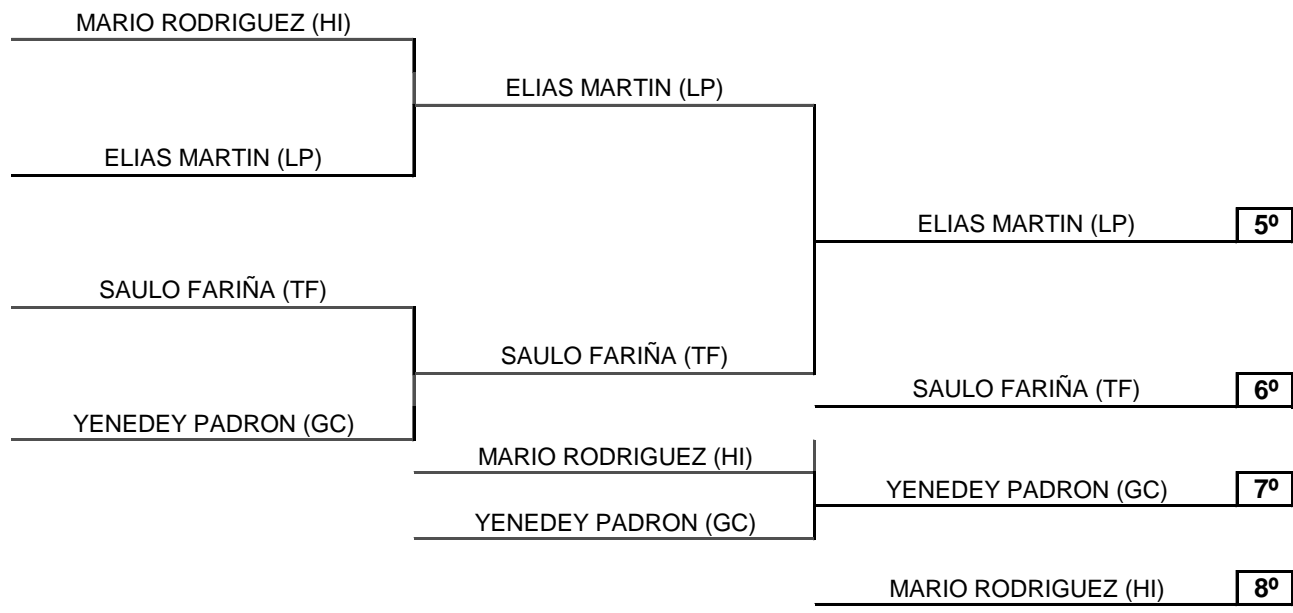 MARIO RODRIGUEZ (HI)
ELIAS MARTIN (LP)
ELIAS MARTIN (LP)
ELIAS MARTIN (LP) 5º
SAULO FARIÑA (TF)
SAULO FARIÑA (TF)
SAULO FARIÑA (TF) 6º
YENEDEY PADRON (GC)
MARIO RODRIGUEZ (HI)
YENEDEY PADRON (GC) 7º
YENEDEY PADRON (GC)
MARIO RODRIGUEZ (HI) 8º